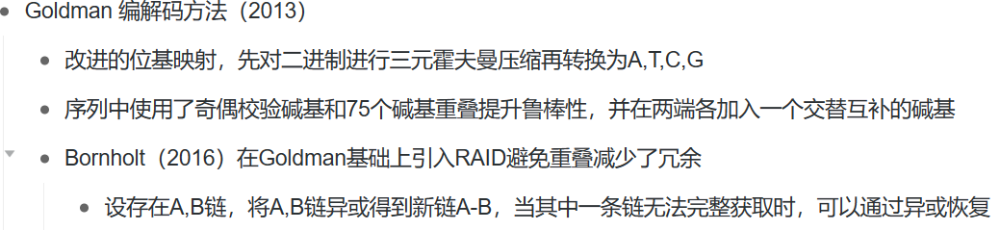 Goldman 编解码方法（2013）
改进的位基映射，先对二进制进行三元霍夫曼压缩再转换为A,T,C,G
序列中使用了奇偶校验碱基和75个碱基重叠提升鲁棒性，并在两端各加入一个交替互补的碱基
Bornholt（2016）在Goldman基础上引入RAID避免重叠减少了冗余
设存在A,B链，将A,B链异或得到新链A-B，当其中一条链无法完整获取时，可以通过异或恢复